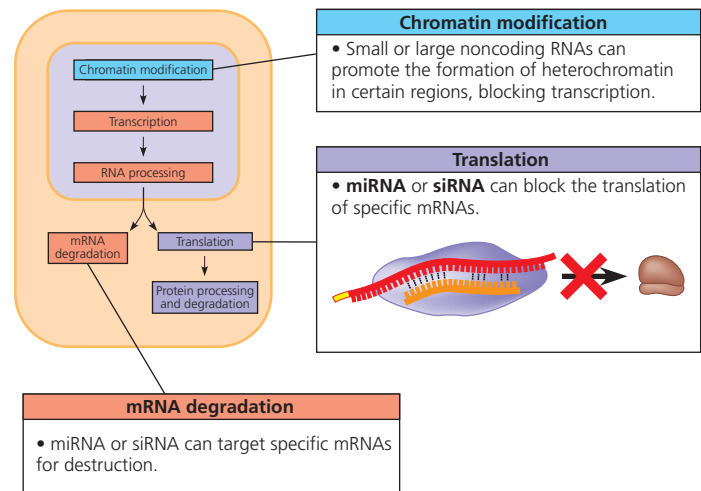 Chromatin modification
• Small or large noncoding RNAs can
promote the formation of heterochromatin
in certain regions, blocking transcription.
Chromatin modification
Transcription
RNA processing
mRNA
degradation
Translation
Protein processing
and degradation
Translation
• miRNA or siRNA can block the translation
of specific mRNAs.
mRNA degradation
• miRNA or siRNA can target specific mRNAs
for destruction.